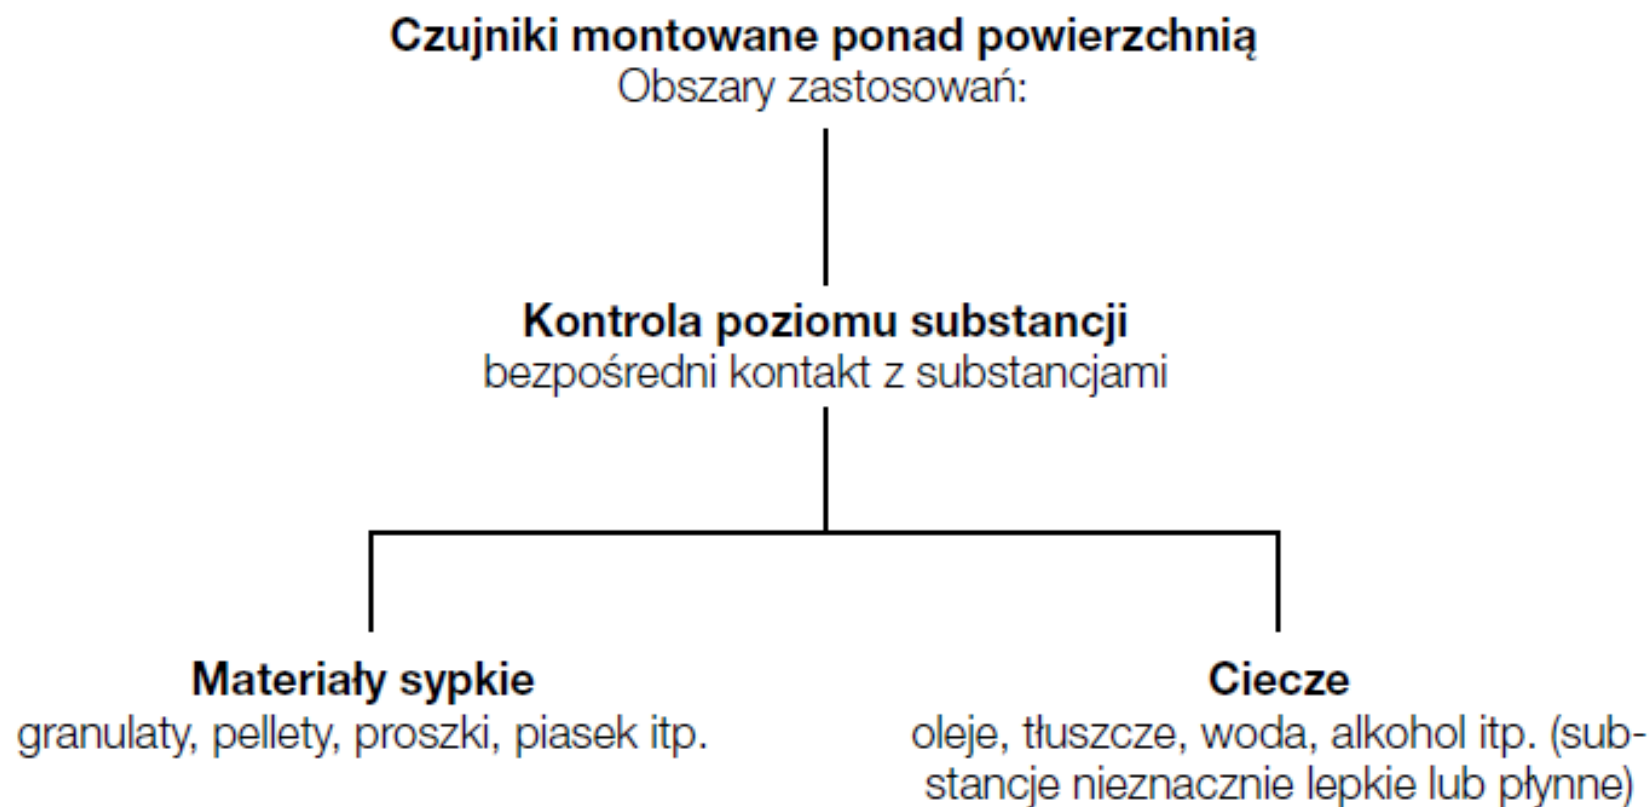 Czujniki montowane ponad powierzchnią
Obszary zastosowań:
Kontrola poziomu substancji
bezpośredni kontakt z substancjami
Materiały sypkie
granulaty, pellety, proszki, piasek itp.
Ciecze
oleje, tłuszcze, woda, alkohol itp. (sub-
stancje nieznacznie lepkie lub płynne)